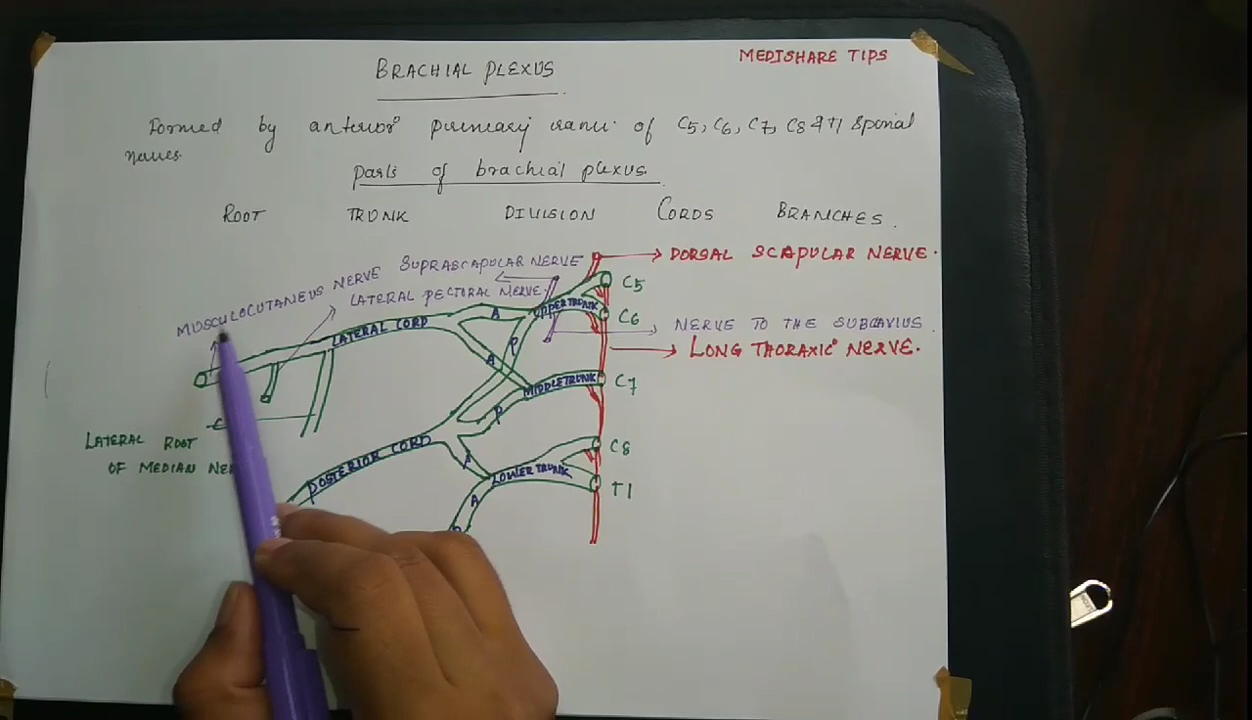 MEDISHARE TIPS
BRACHIAL PLEXUS
Formed by anterior primary rami of C5, C6, C7, C8 & T1 Spinal
nerves.
Parts of brachial plexus
ROOT TRUNK DIVISION CORDS BRANCHES.
SUPRASCAPULAR NERVE
DORSAL SCAPULAR NERVE.
MUSCULOCUTANEUS NERVE
LATERAL PECTORAL NERVE
C5
UPPER TRUNK
A
C6
NERVE TO THE SUBCAVIUS
LATERAL CORD
P
LONG THORAXIC NERVE.
A
MIDDLE TRUNK
C7
P
LATERAL ROOT
OF MEDIAN
POSTERIOR CORD
A
C8
LOWER TRUNK
T1
A